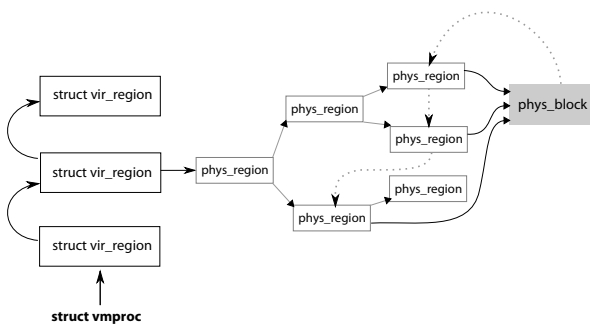 struct vir_region
struct vir_region
struct vir_region
struct vmproc
phys_region
phys_region
phys_region
phys_region
phys_region
phys_region
phys_block